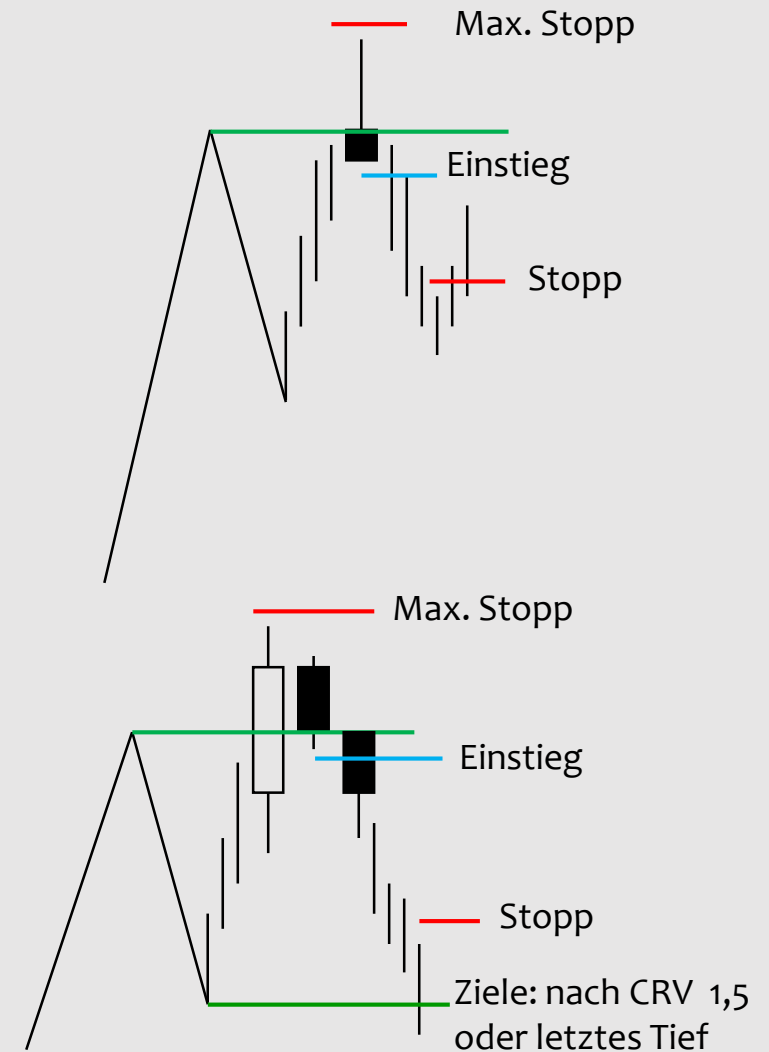 Max. Stopp
Einstieg
Stopp
Max. Stopp
Einstieg
Stopp
Ziele: nach CRV 1,5
oder letztes Tief